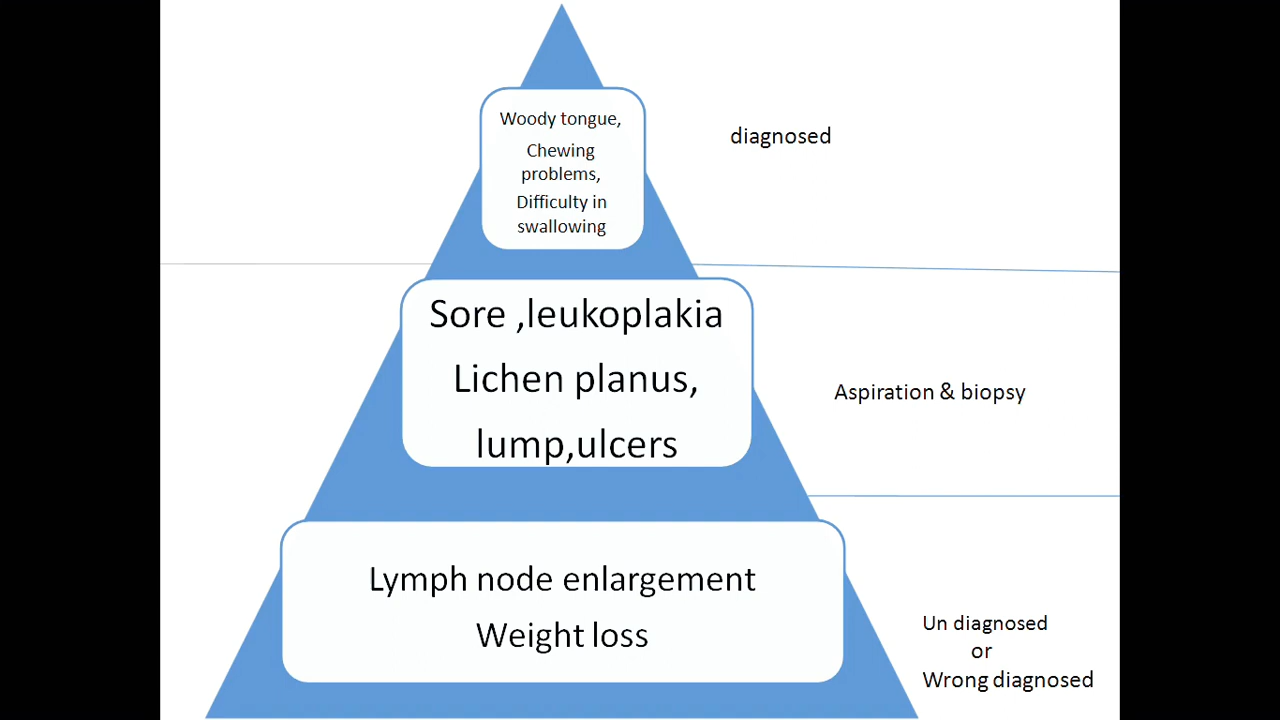 Woody tongue,
Chewing
problems,
Difficulty in
swallowing
diagnosed
Sore ,leukoplakia
Lichen planus,
lump,ulcers
Aspiration & biopsy
Lymph node enlargement
Weight loss
Un diagnosed
or
Wrong diagnosed